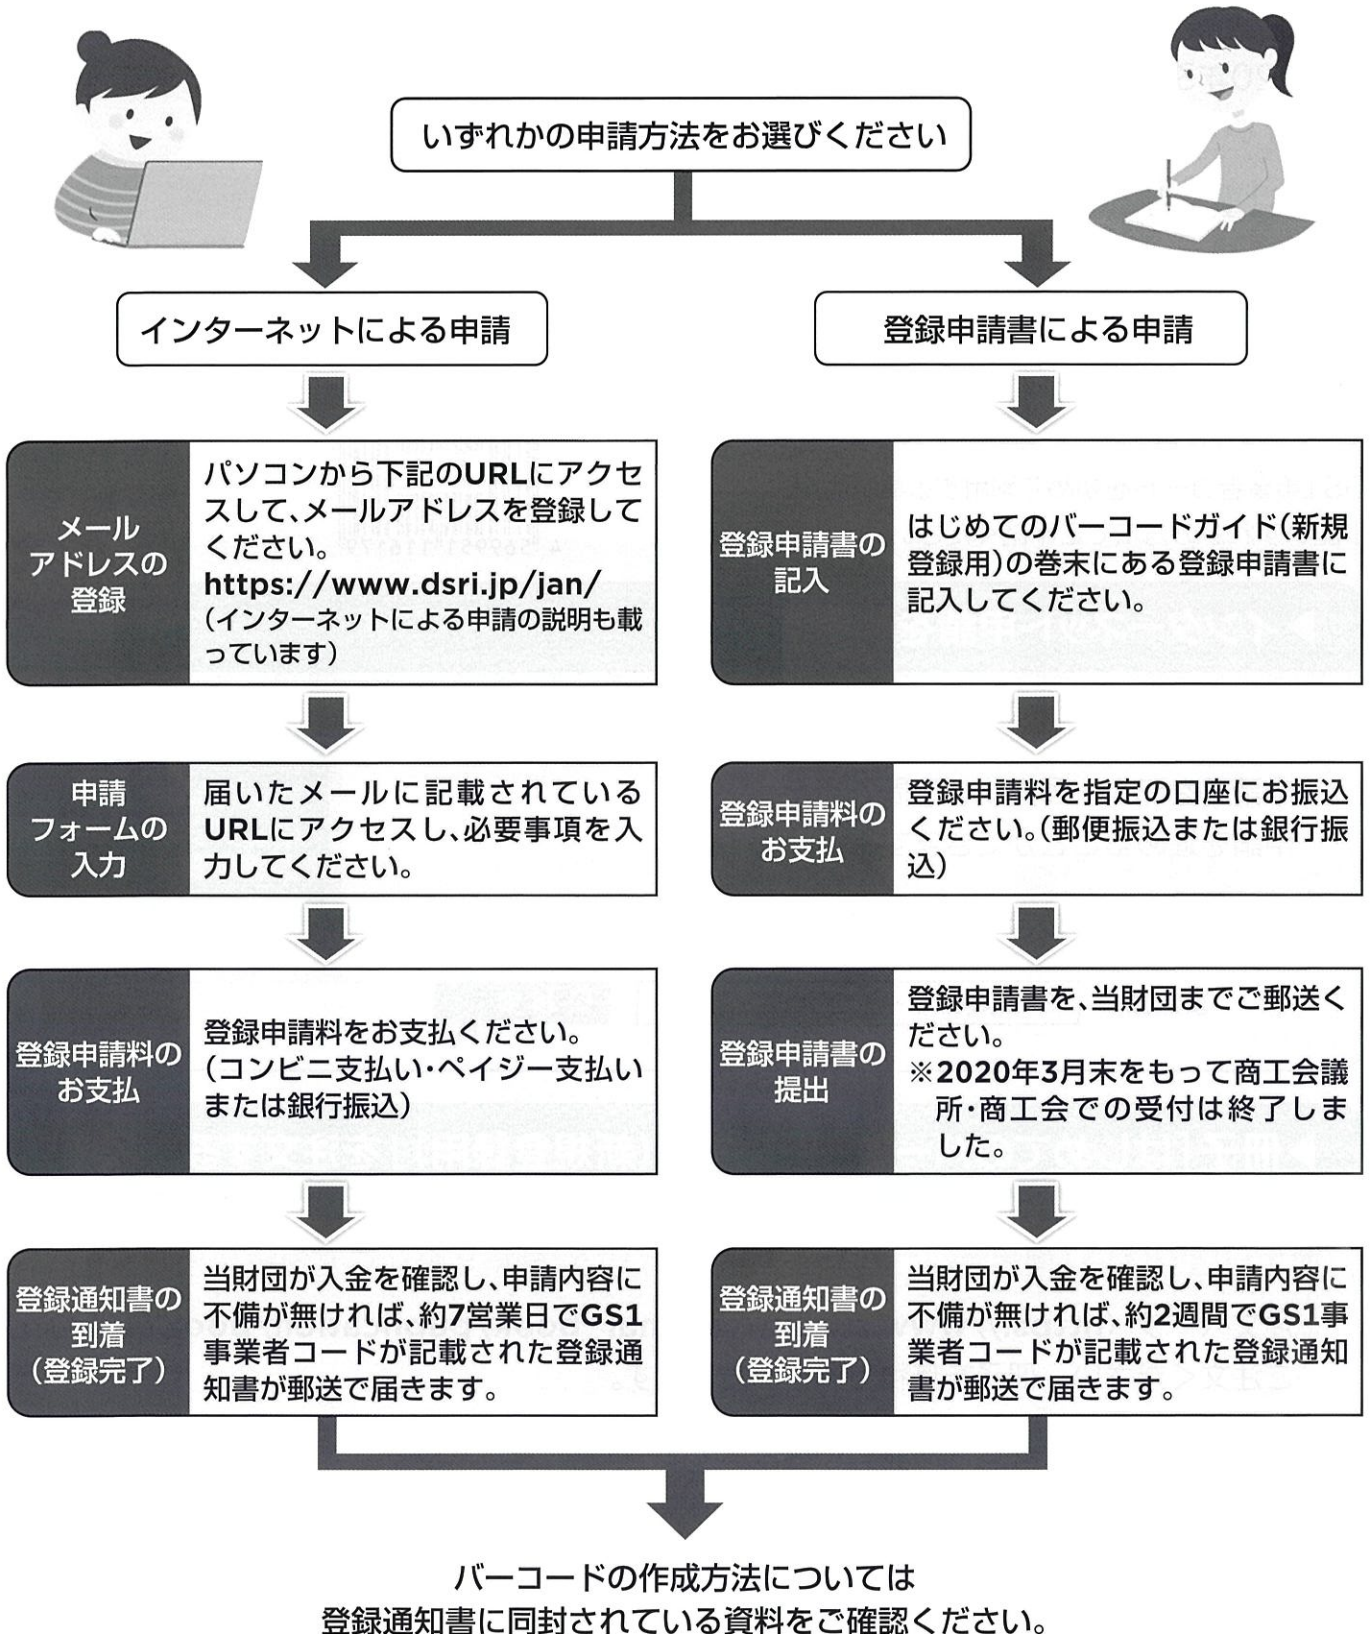 いずれかの申請方法をお選びください
インターネットによる申請
メール
アドレスの
登録
パソコンから下記のURLにアクセ
スして、メールアドレスを登録して
ください。
https://www.dsri.jp/jan/
(インターネットによる申請の説明も載
っています)
申請
フォームの
入力
届いたメールに記載されている
URLにアクセスし、必要事項を入
力してください。
登録申請料の
お支払
登録申請料をお支払ください。
(コンビニ支払い・ペイジー支払い
または銀行振込)
登録通知書の
到着
(登録完了)
当財団が入金を確認し、申請内容に
不備が無ければ、約7営業日でGS1
事業者コードが記載された登録通
知書が郵送で届きます。
登録申請書による申請
登録申請書の
記入
はじめてのバーコードガイド(新規
登録用)の巻末にある登録申請書に
記入してください。
登録申請料の
お支払
登録申請料を指定の口座にお振込
ください。(郵便振込または銀行振
込)
登録申請書の
提出
登録申請書を、当財団までご郵送く
ださい。
※2020年3月末をもって商工会議
所・商工会での受付は終了しま
した。
登録通知書の
到着
(登録完了)
当財団が入金を確認し、申請内容に
不備が無ければ、約2週間でGS1事
業者コードが記載された登録通知
書が郵送で届きます。
バーコードの作成方法については
登録通知書に同封されている資料をご確認ください。